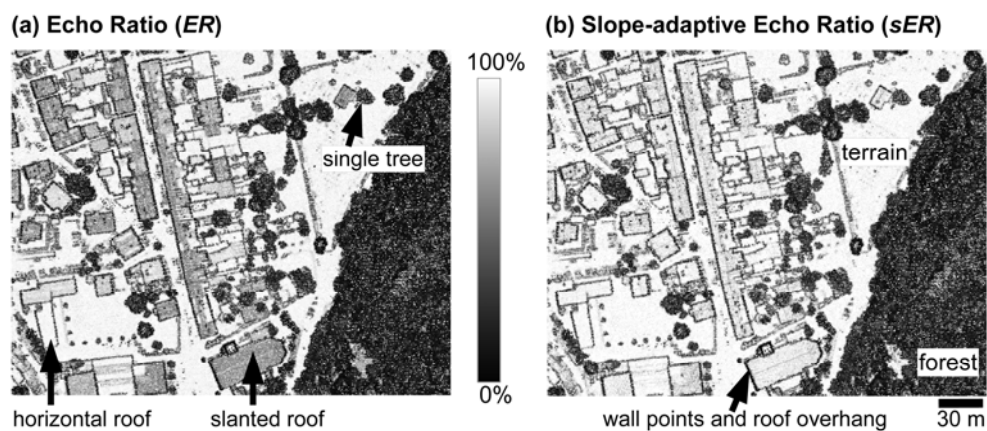 (a) Echo Ratio (ER)
(b) Slope-adaptive Echo Ratio (sER)
100%
single tree
terrain
0%
forest
horizontal roof
slanted roof
wall points and roof overhang
30 m